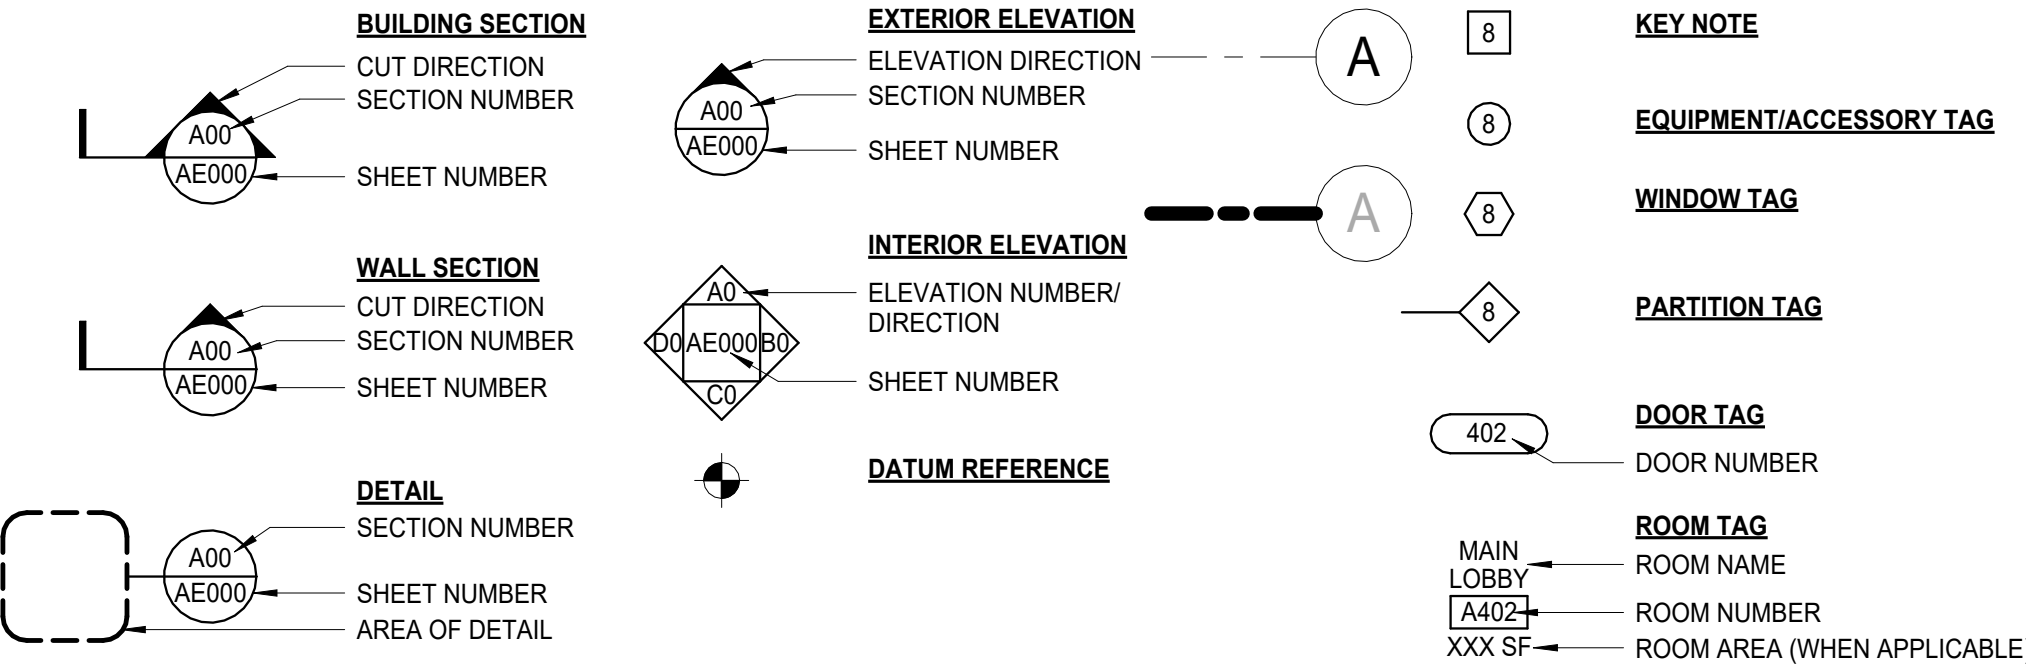 BUILDING SECTION
CUT DIRECTION
SECTION NUMBER
A00
AE000
SHEET NUMBER
WALL SECTION
CUT DIRECTION
SECTION NUMBER
A00
AE000
SHEET NUMBER
DETAIL
SECTION NUMBER
A00
AE000
SHEET NUMBER
AREA OF DETAIL
EXTERIOR ELEVATION
ELEVATION DIRECTION
SECTION NUMBER
A00
AE000
SHEET NUMBER
INTERIOR ELEVATION
A0
ELEVATION NUMBER/
DIRECTION
D0 AE000 B0
SHEET NUMBER
C0
DATUM REFERENCE
A
A
8
KEY NOTE
8
EQUIPMENT/ACCESSORY TAG
8
WINDOW TAG
8
PARTITION TAG
DOOR TAG
402
DOOR NUMBER
ROOM TAG
MAIN
LOBBY
ROOM NAME
A402
ROOM NUMBER
XXX SF
ROOM AREA (WHEN APPLICABLE)